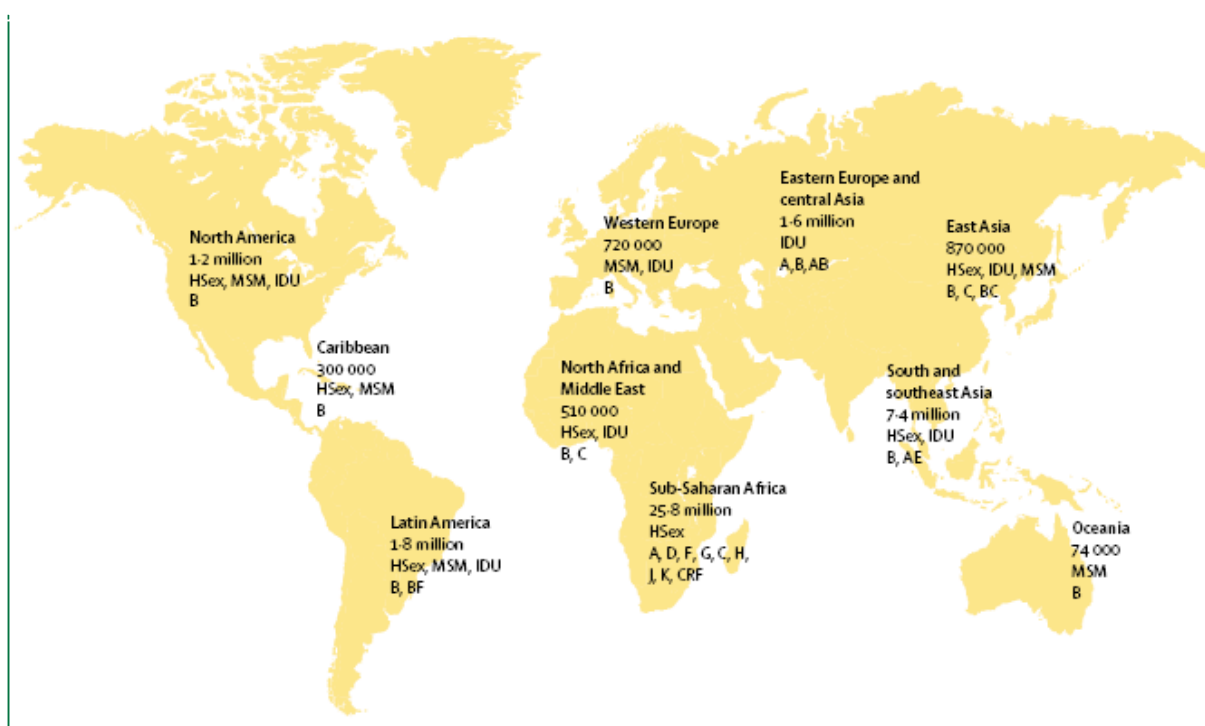 North America
1·2 million
HSex, MSM, IDU
B
Caribbean
300 000
HSex, MSM
B
Latin America
1·8 million
HSex, MSM, IDU
B, BF
Western Europe
720 000
MSM, IDU
B
North Africa and
Middle East
510 000
HSex, IDU
B, C
Sub-Saharan Africa
25·8 million
HSex
A, D, F, G, C, H,
J, K, CRF
Eastern Europe and
central Asia
1·6 million
IDU
A,B,AB
East Asia
870 000
HSex, IDU, MSM
B, C, BC
South and
southeast Asia
7·4 million
HSex, IDU
B, AE
Oceania
74 000
MSM
B